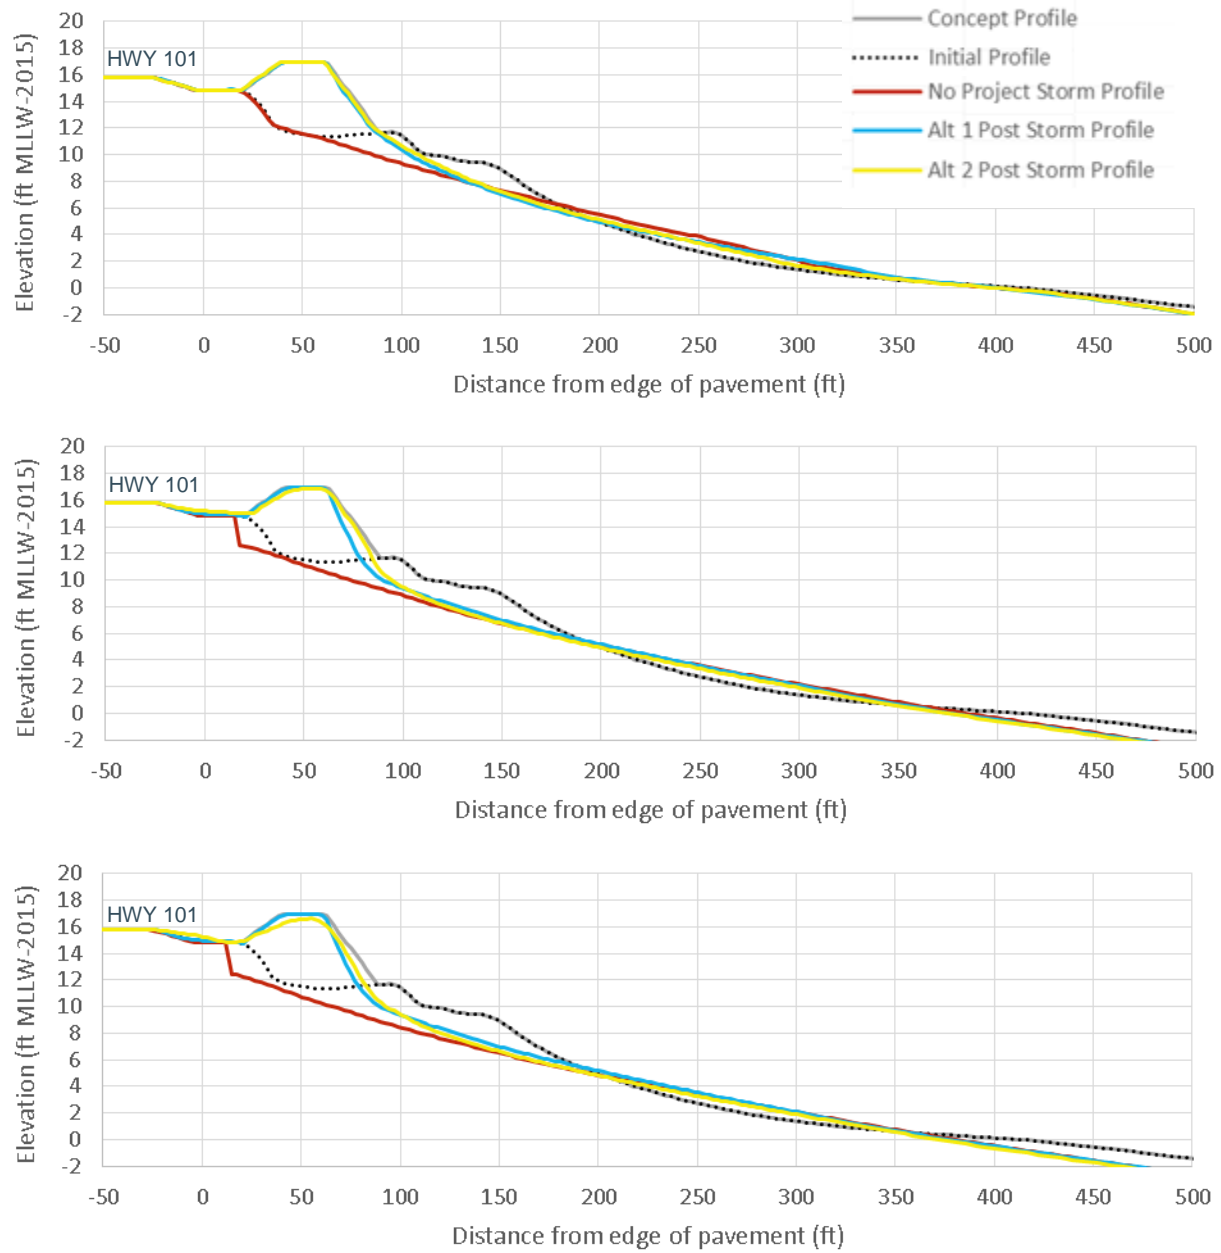 Concept Profile
Initial Profile
No Project Storm Profile
Alt 1 Post Storm Profile
Alt 2 Post Storm Profile
Elevation (ft MLLW-2015)
20
18
16
14
12
10
8
6
4
2
0
-2
HWY 101
-50 0 50 100 150 200 250 300 350 400 450 500
Distance from edge of pavement (ft)
Elevation (ft MLLW-2015)
20
18
16
14
12
10
8
6
4
2
0
-2
HWY 101
-50 0 50 100 150 200 250 300 350 400 450 500
Distance from edge of pavement (ft)
Elevation (ft MLLW-2015)
20
18
16
14
12
10
8
6
4
2
0
-2
HWY 101
-50 0 50 100 150 200 250 300 350 400 450 500
Distance from edge of pavement (ft)